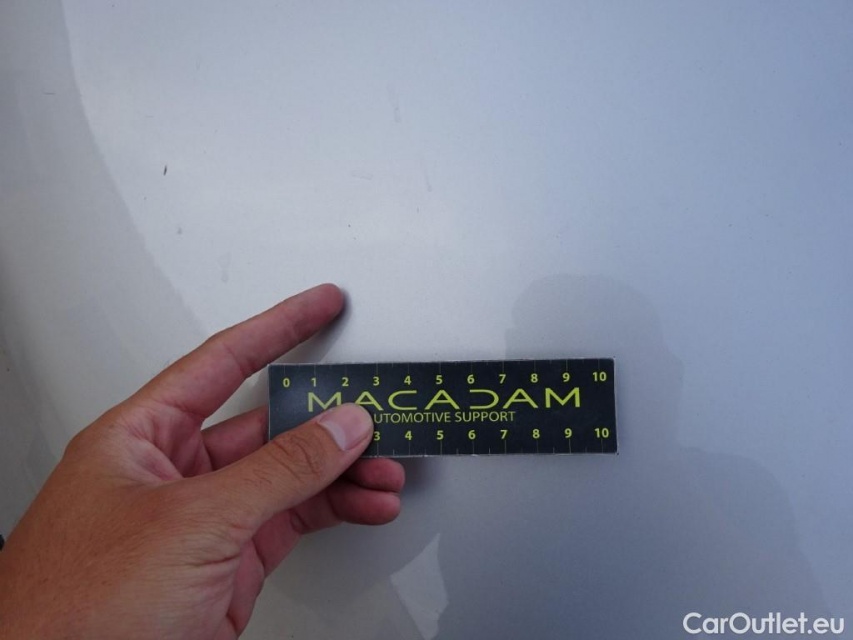 0 1 2 3 4 5 6 7 8 9 10
MACADAM
UTOMOTIVE SUPPORT
3 4 5 6 7 8 9 10
CarOutlet.eu